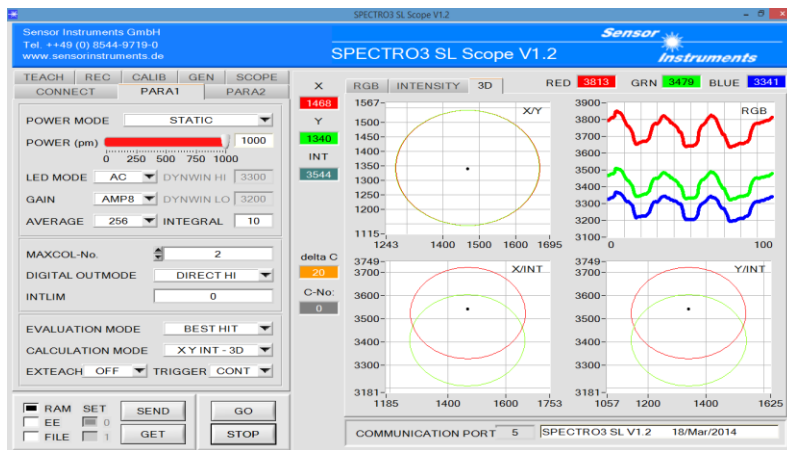 SPECTRO3 SL Scope V1.2
Sensor Instruments GmbH
Tel. ++49 (0) 8544-9719-0
www.sensorinstruments.de
SPECTRO3 SL Scope V1.2
Sensor
Instruments
TEACH REC CALIB GEN SCOPE
CONNECT PARA1 PARA2
POWER MODE STATIC
POWER (pm) 1000
0 250 500 750 1000
LED MODE AC DYNWIN HI 3300
GAIN AMP8 DYNWIN LO 3200
AVERAGE 256 INTEGRAL 10
MAXCOL-No. 2
DIGITAL OUTMODE DIRECT HI
INTLIM 0
EVALUATION MODE BEST HIT
CALCULATION MODE X Y INT - 3D
EXTEACH OFF TRIGGER CONT
RAM SET SEND GO
EE 0
FILE 1 GET STOP
X
1468
Y
1340
INT
3544
delta C
20
C-No:
0
RGB INTENSITY 3D RED 3813 GRN 3479 BLUE 3341
X/Y
1567
1500
1450
1400
1350
1300
1250
1200
1115
1243 1400 1500 1600 1695
RGB
3900
3800
3700
3600
3500
3400
3300
3200
3100
0 100
X/INT
3749
3700
3600
3500
3400
3300
3181
1185 1400 1600 1753
Y/INT
3749
3700
3600
3500
3400
3300
3181
1057 1200 1400 1625
COMMUNICATION PORT 5 SPECTRO3 SL V1.2 18/Mar/2014